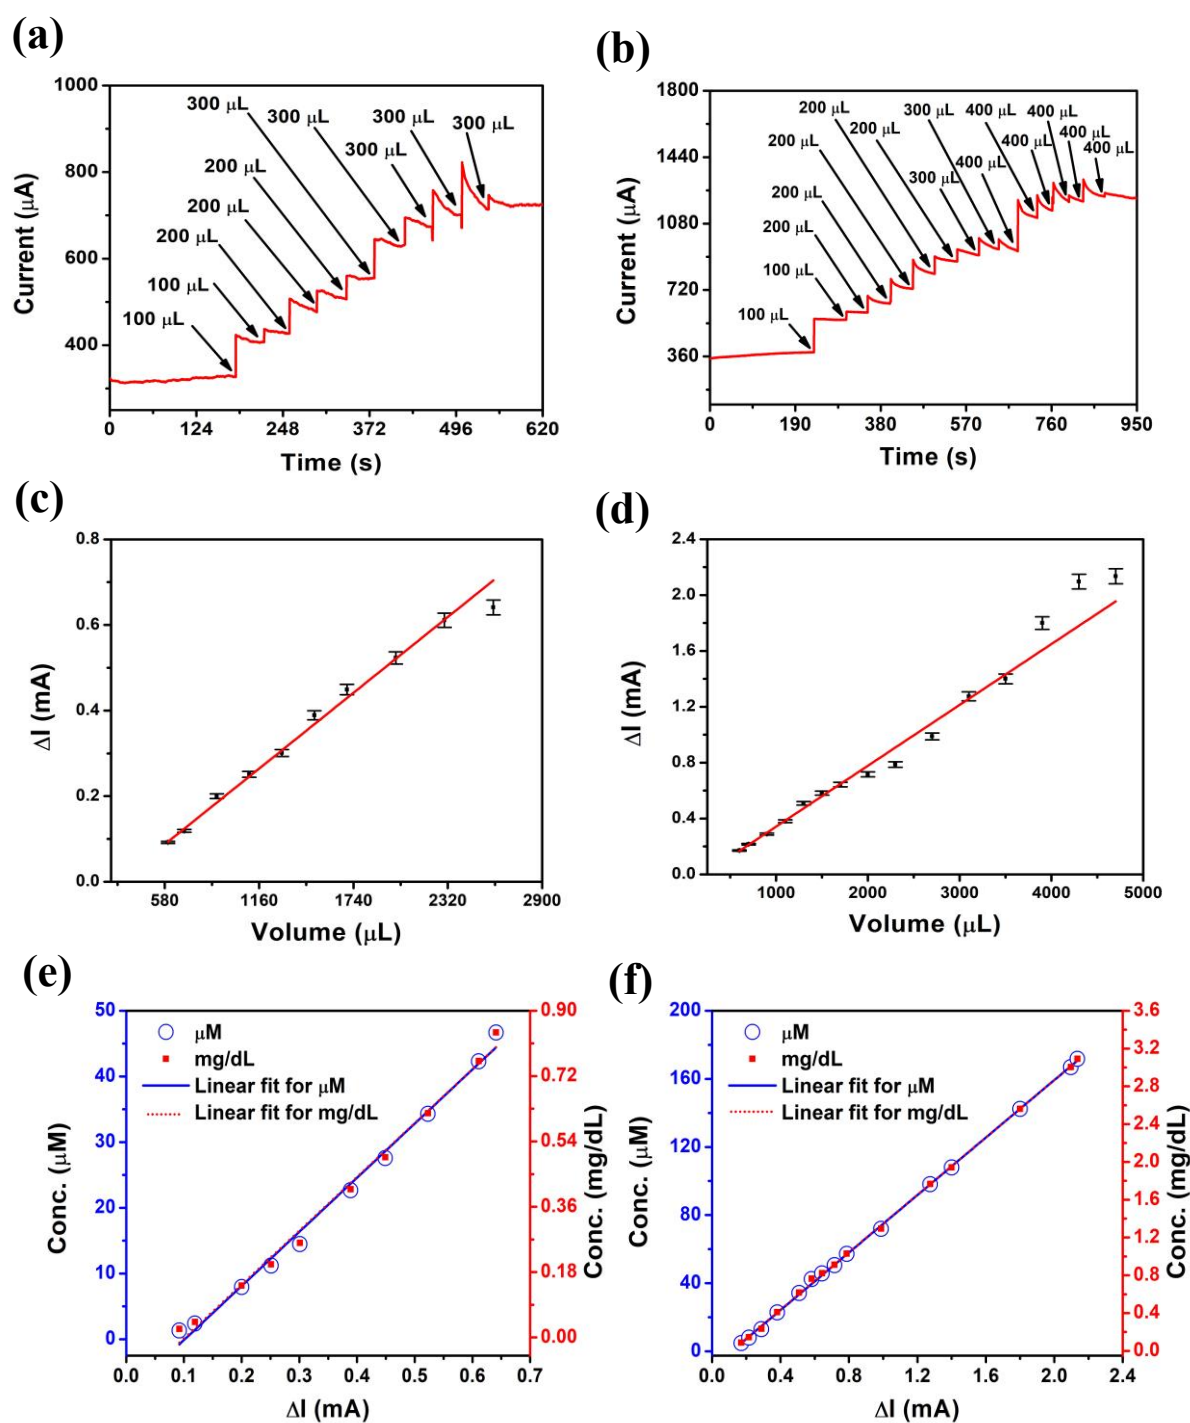 (a)
1000
800
600
400
Current (μA)
300 μL
300 μL
300 μL
300 μL
300 μL
200 μL
200 μL
200 μL
100 μL
100 μL
0 124 248 372 496 620
Time (s)
(b)
1800
1440
1080
720
360
Current (μA)
200 μL
300 μL
400 μL
400 μL
200 μL
200 μL
400 μL
400 μL
400 μL
400 μL
200 μL
300 μL
200 μL
100 μL
100 μL
0 190 380 570 760 950
Time (s)
(c)
0.8
0.6
0.4
0.2
0.0
ΔI (mA)
580 1160 1740 2320 2900
Volume (μL)
(d)
2.4
2.0
1.6
1.2
0.8
0.4
0.0
ΔI (mA)
1000 2000 3000 4000 5000
Volume (μL)
(e)
50
40
30
20
10
0
Conc. (μM)
μM
mg/dL
Linear fit for μM
Linear fit for mg/dL
0.90
0.72
0.54
0.36
0.18
0.00
Conc. (mg/dL)
0.0 0.1 0.2 0.3 0.4 0.5 0.6 0.7
ΔI (mA)
(f)
200
160
120
80
40
0
Conc. (μM)
μM
mg/dL
Linear fit for μM
Linear fit for mg/dL
3.6
3.2
2.8
2.4
2.0
1.6
1.2
0.8
0.4
0.0
Conc. (mg/dL)
0.0 0.4 0.8 1.2 1.6 2.0 2.4
ΔI (mA)